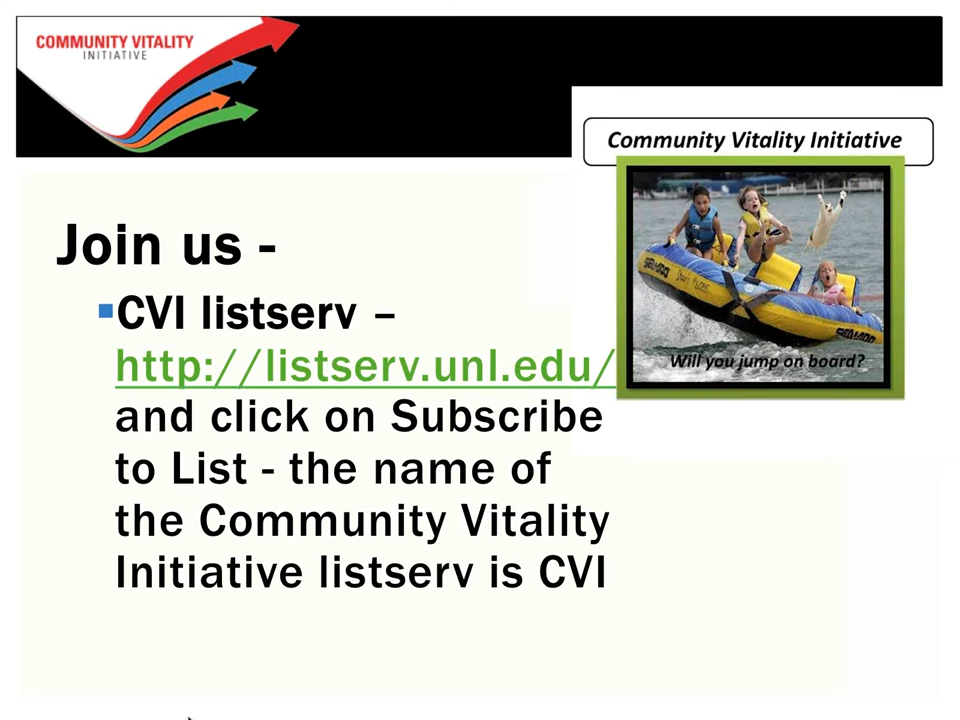 COMMUNITY VITALITY
INITIATIVE
Community Vitality Initiative
Will you jump on board?
Join us -
CVI listserv –
http://listserv.unl.edu/
and click on Subscribe
to List - the name of
the Community Vitality
Initiative listserv is CVI